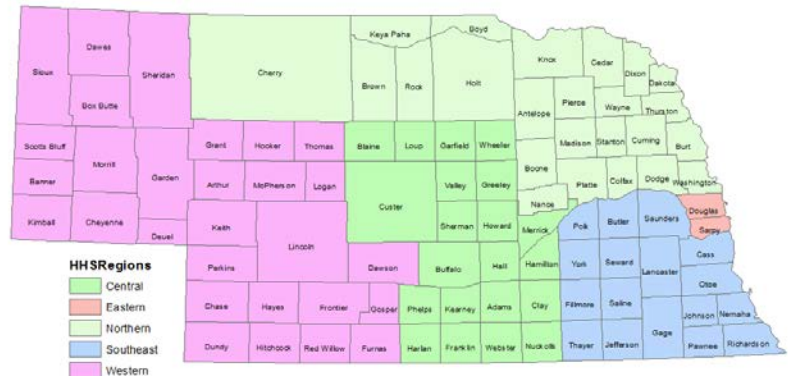 Keya Paha
Boyd
Dawes
Sioux
Sheridan
Cherry
Knox
Cedar
Dixon
Dakota
Box Butte
Brown
Rock
Holt
Antelope
Pierce
Wayne
Thurston
Scotts Bluff
Morrill
Garden
Grant
Hooker
Thomas
Blaine
Loup
Garfield
Wheeler
Madison
Stanton
Cuming
Burt
Banner
Arthur
McPherson
Logan
Custer
Valley
Greeley
Boone
Platte
Colfax
Dodge
Washington
Nance
Kimball
Cheyenne
Deuel
Keith
Lincoln
Sherman
Howard
Merrick
Polk
Butler
Saunders
Douglas
Sarpy
Perkins
Dawson
Buffalo
Hall
Hamilton
York
Seward
Lancaster
Cass
Otoe
Chase
Hayes
Frontier
Gosper
Phelps
Kearney
Adams
Clay
Fillmore
Saline
Johnson
Nemaha
Dundy
Hitchcock
Red Willow
Furnas
Harlan
Franklin
Webster
Nuckolls
Thayer
Jefferson
Gage
Pawnee
Richardson
HHSRegions
Central
Eastern
Northern
Southeast
Western